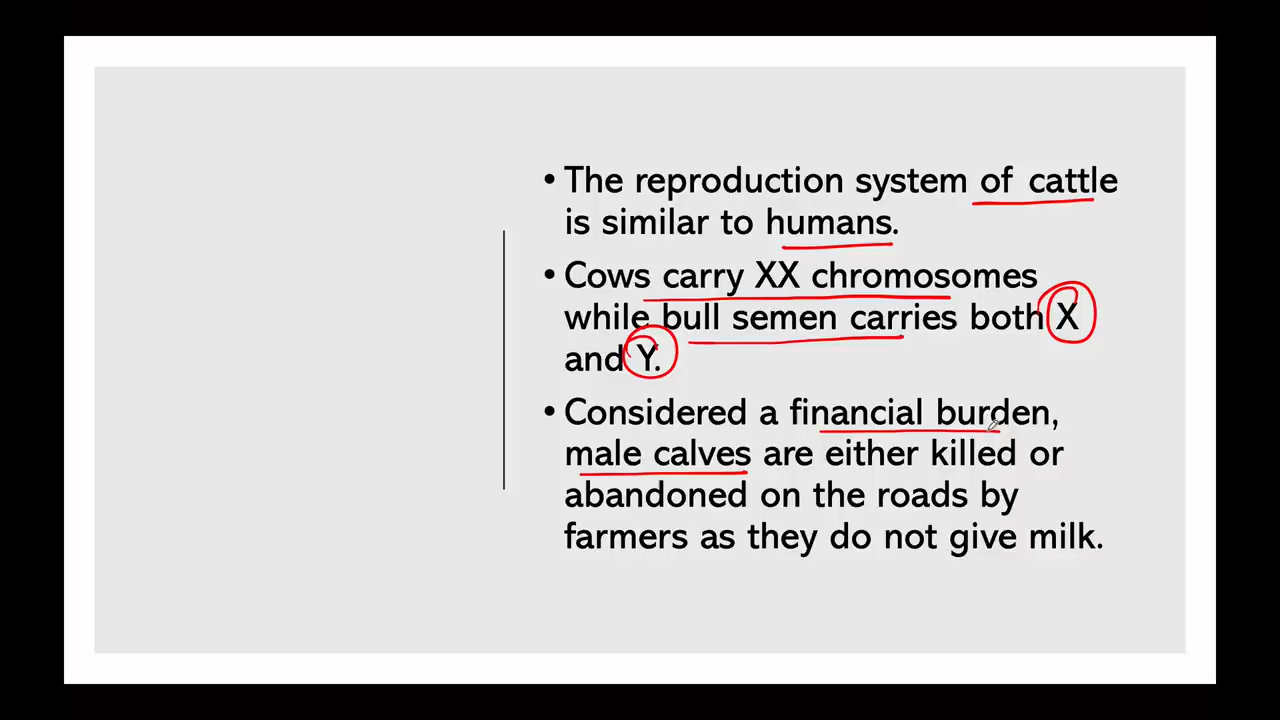 • The reproduction system of cattle
is similar to humans.
• Cows carry XX chromosomes
while bull semen carries both X
and Y.
• Considered a financial burden,
male calves are either killed or
abandoned on the roads by
farmers as they do not give milk.